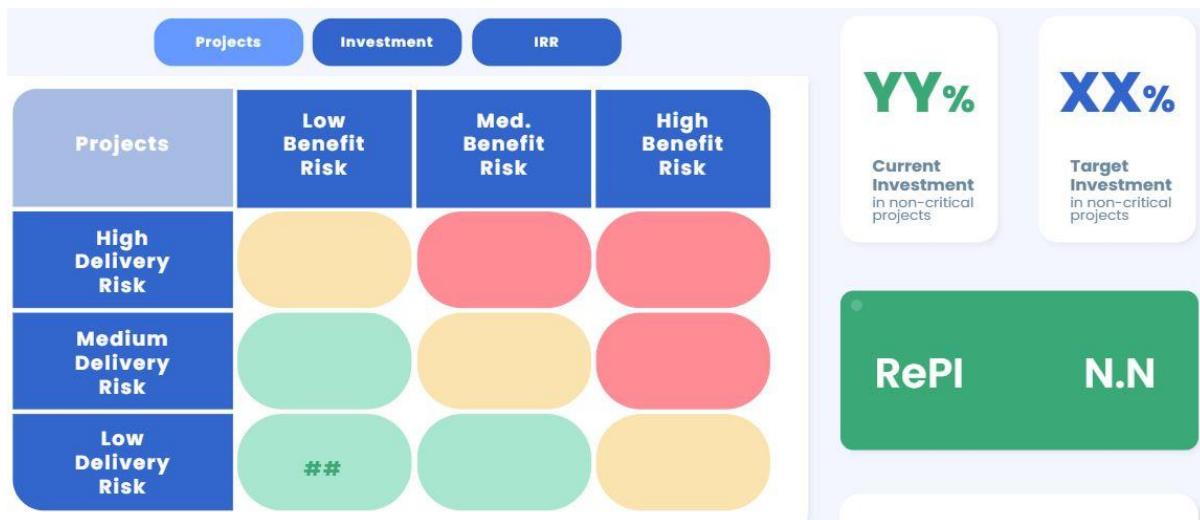 Projects Investment IRR
Projects
Low
Benefit
Risk
Med.
Benefit
Risk
High
Benefit
Risk
High
Delivery
Risk
Medium
Delivery
Risk
Low
Delivery
Risk
##
YY%
Current
Investment
in non-critical
projects
XX%
Target
Investment
in non-critical
projects
RePI N.N